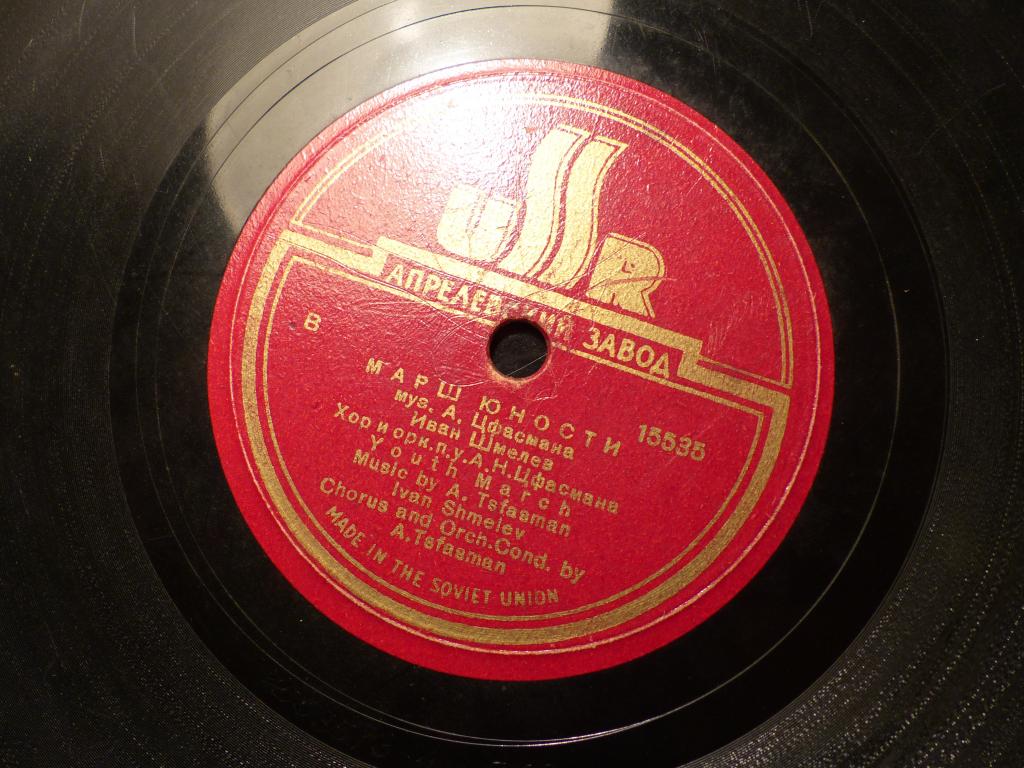 USSR
АПРЕЛЕВСКИЙ ЗАВОД
В
15535
МАРШ ЮНОСТИ
муз. А. Цфасмана
Иван Шмелев
Хор и орк.п.у.А.Н.Цфасмана
Youth March
Music by A. Tsfasman
Ivan Shmelev
Chorus and Orch.Cond. by
A.Tsfasman
MADE IN THE SOVIET UNION